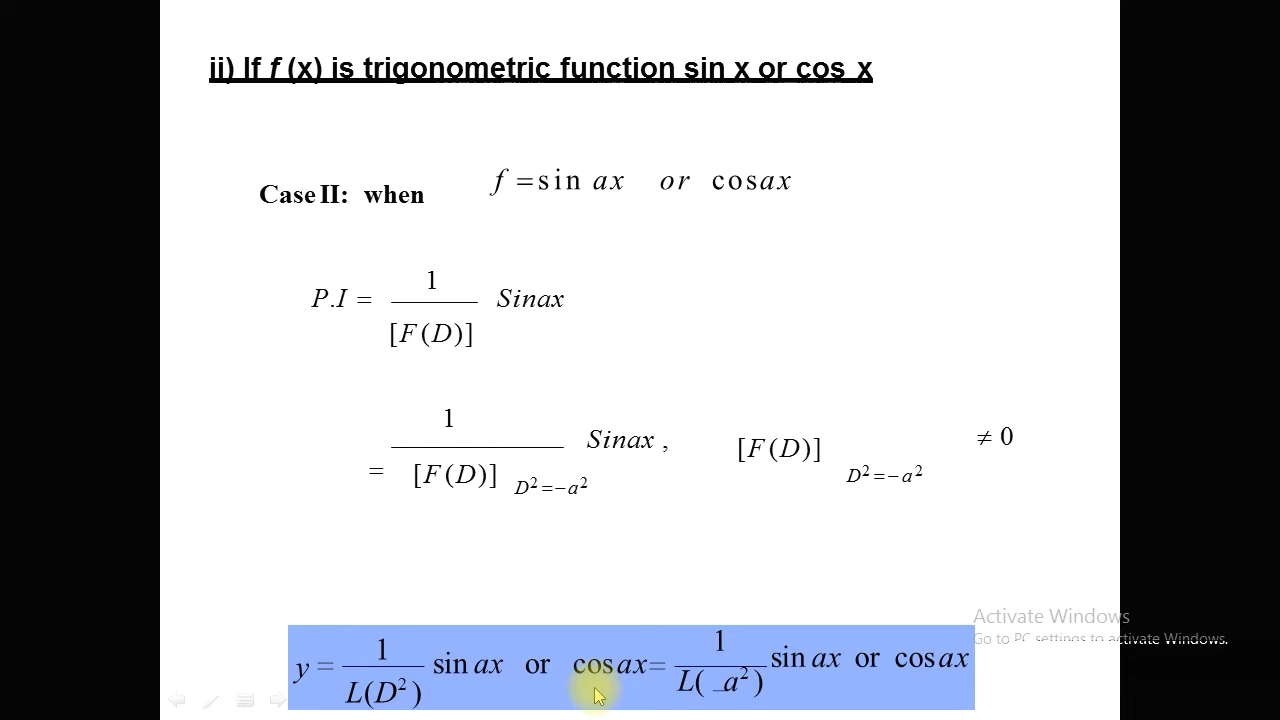 ii) If f (x) is trigonometric function sin x or cos x
Case II: when f = sin ax or cos ax
P.I = 1 / [F(D)] Sinax
= 1 / [F(D)] D²=−a² Sinax , [F(D)] D²=−a² ≠ 0
Activate Windows
Go to PC settings to activate Windows.
y = 1 / L(D²) sin ax or cos ax = 1 / L( _a² ) sin ax or cos ax